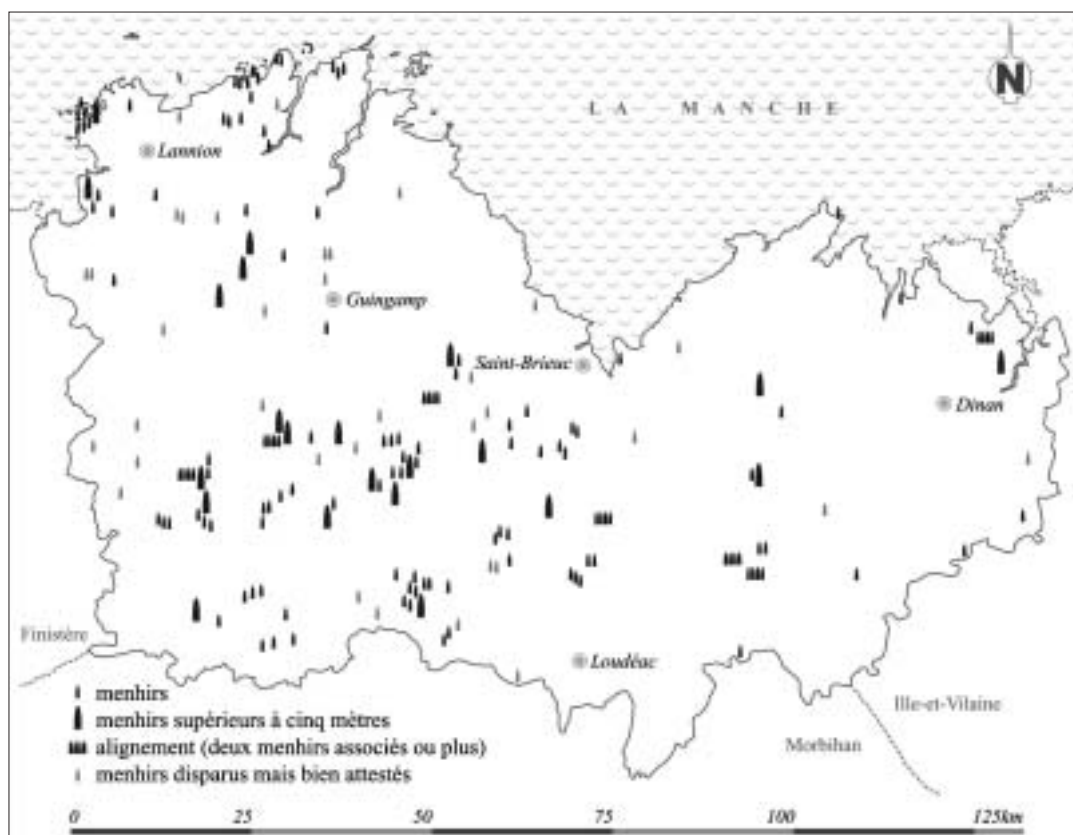 N
LA MANCHE
Lannion
Guingamp
Saint-Brieuc
Dinan
Finistère
Loudéac
Ille-et-Vilaine
Morbihan
menhirs
menhirs supérieurs à cinq mètres
alignement (deux menhirs associés ou plus)
menhirs disparus mais bien attestés
0 25 50 75 100 125km